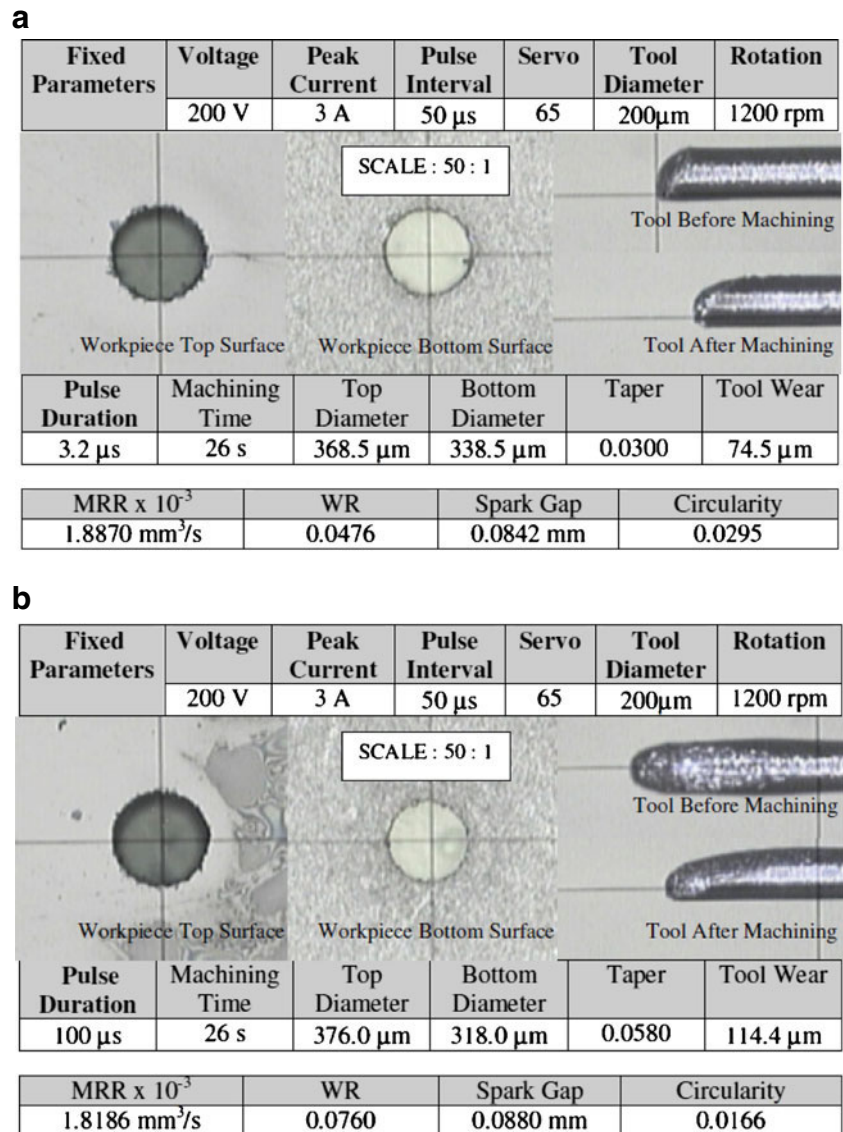 a
Fixed Parameters Voltage Peak Current Pulse Interval Servo Tool Diameter Rotation
200 V 3 A 50 µs 65 200µm 1200 rpm
SCALE : 50 : 1
Tool Before Machining
Workpiece Top Surface Workpiece Bottom Surface Tool After Machining
Pulse Duration Machining Time Top Diameter Bottom Diameter Taper Tool Wear
3.2 µs 26 s 368.5 µm 338.5 µm 0.0300 74.5 µm
MRR x 10⁻³ WR Spark Gap Circularity
1.8870 mm³/s 0.0476 0.0842 mm 0.0295
b
Fixed Parameters Voltage Peak Current Pulse Interval Servo Tool Diameter Rotation
200 V 3 A 50 µs 65 200µm 1200 rpm
SCALE : 50 : 1
Tool Before Machining
Workpiece Top Surface Workpiece Bottom Surface Tool After Machining
Pulse Duration Machining Time Top Diameter Bottom Diameter Taper Tool Wear
100 µs 26 s 376.0 µm 318.0 µm 0.0580 114.4 µm
MRR x 10⁻³ WR Spark Gap Circularity
1.8186 mm³/s 0.0760 0.0880 mm 0.0166